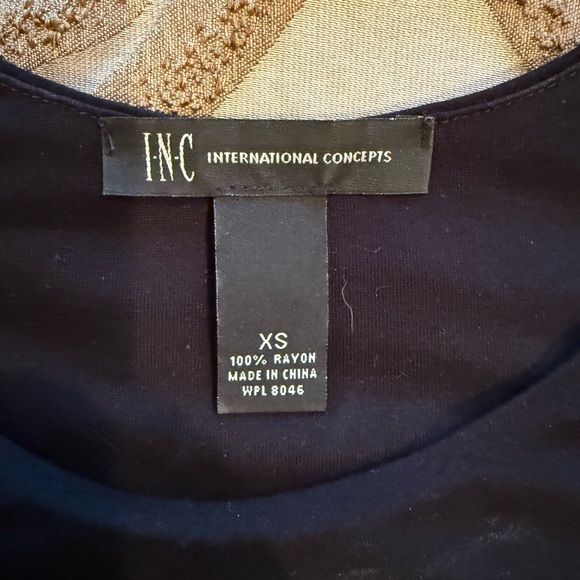 I·N·C INTERNATIONAL CONCEPTS
XS
100% RAYON
MADE IN CHINA
WPL 8046